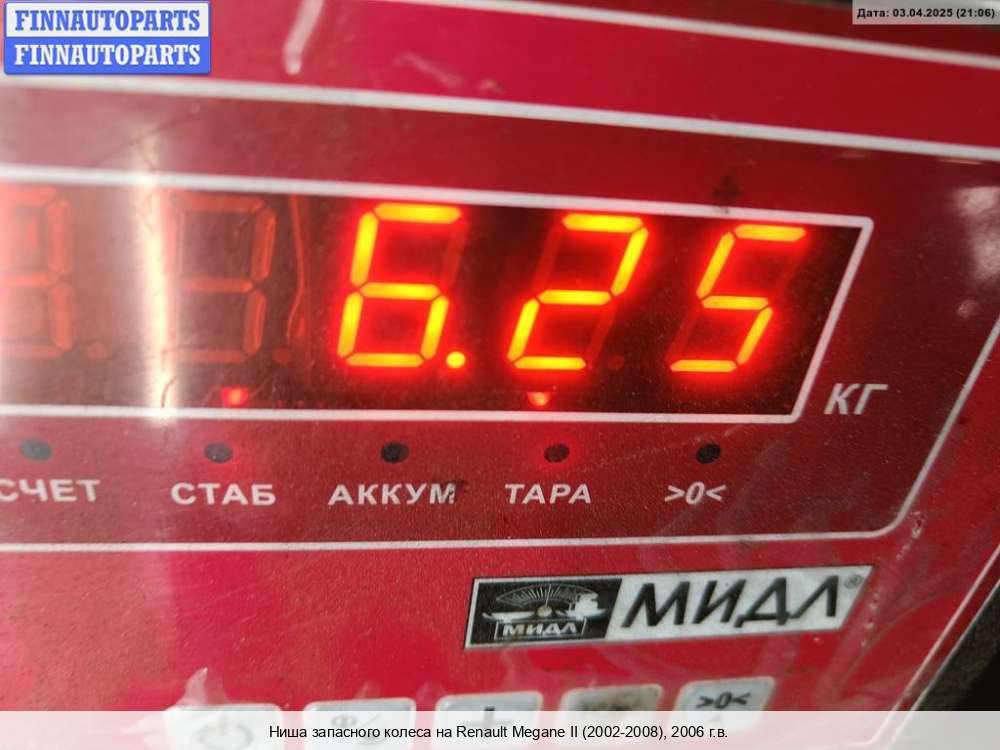 FINNAUTOPARTS
FINNAUTOPARTS
Дата: 03.04.2025 (21:06)
6.25
КГ
СЧЕТ СТАБ АККУМ ТАРА >0<
МИДЛ МИДЛ®
>0<
Ниша запасного колеса на Renault Megane II (2002-2008), 2006 г.в.